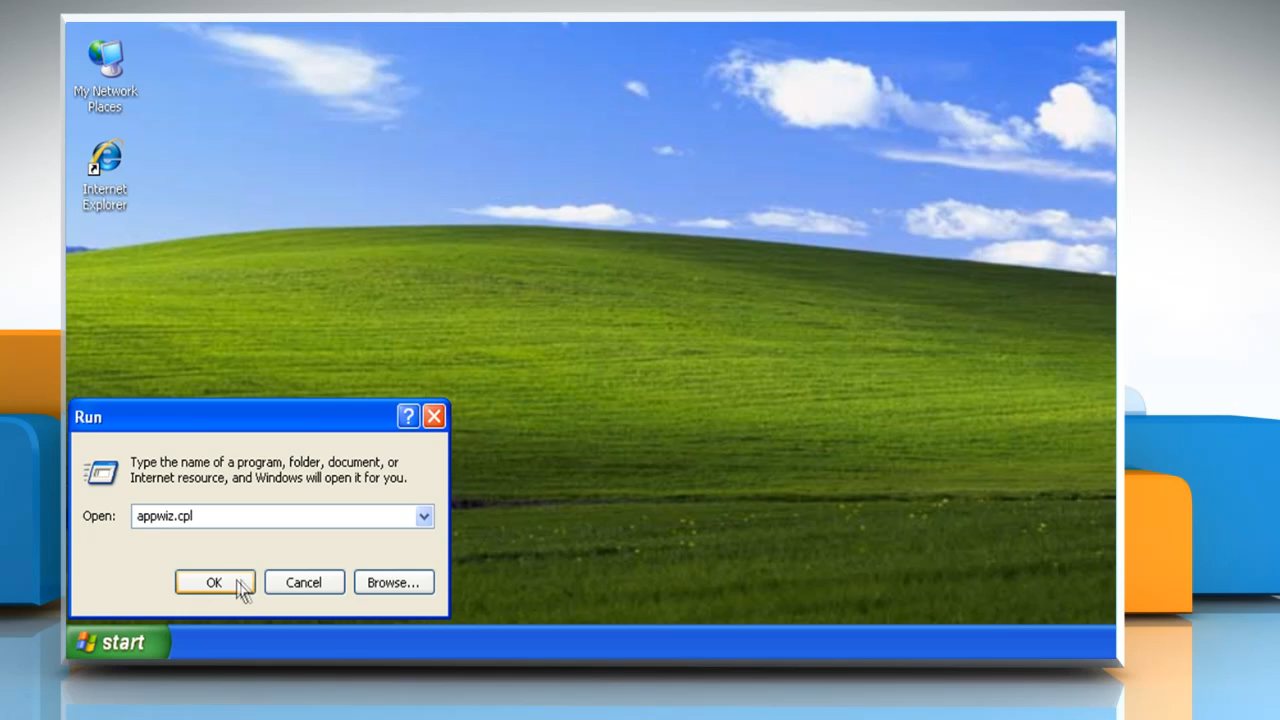 My Network
Places
Internet
Explorer
Run
Type the name of a program, folder, document, or
Internet resource, and Windows will open it for you.
Open: appwiz.cpl
OK Cancel Browse...
start